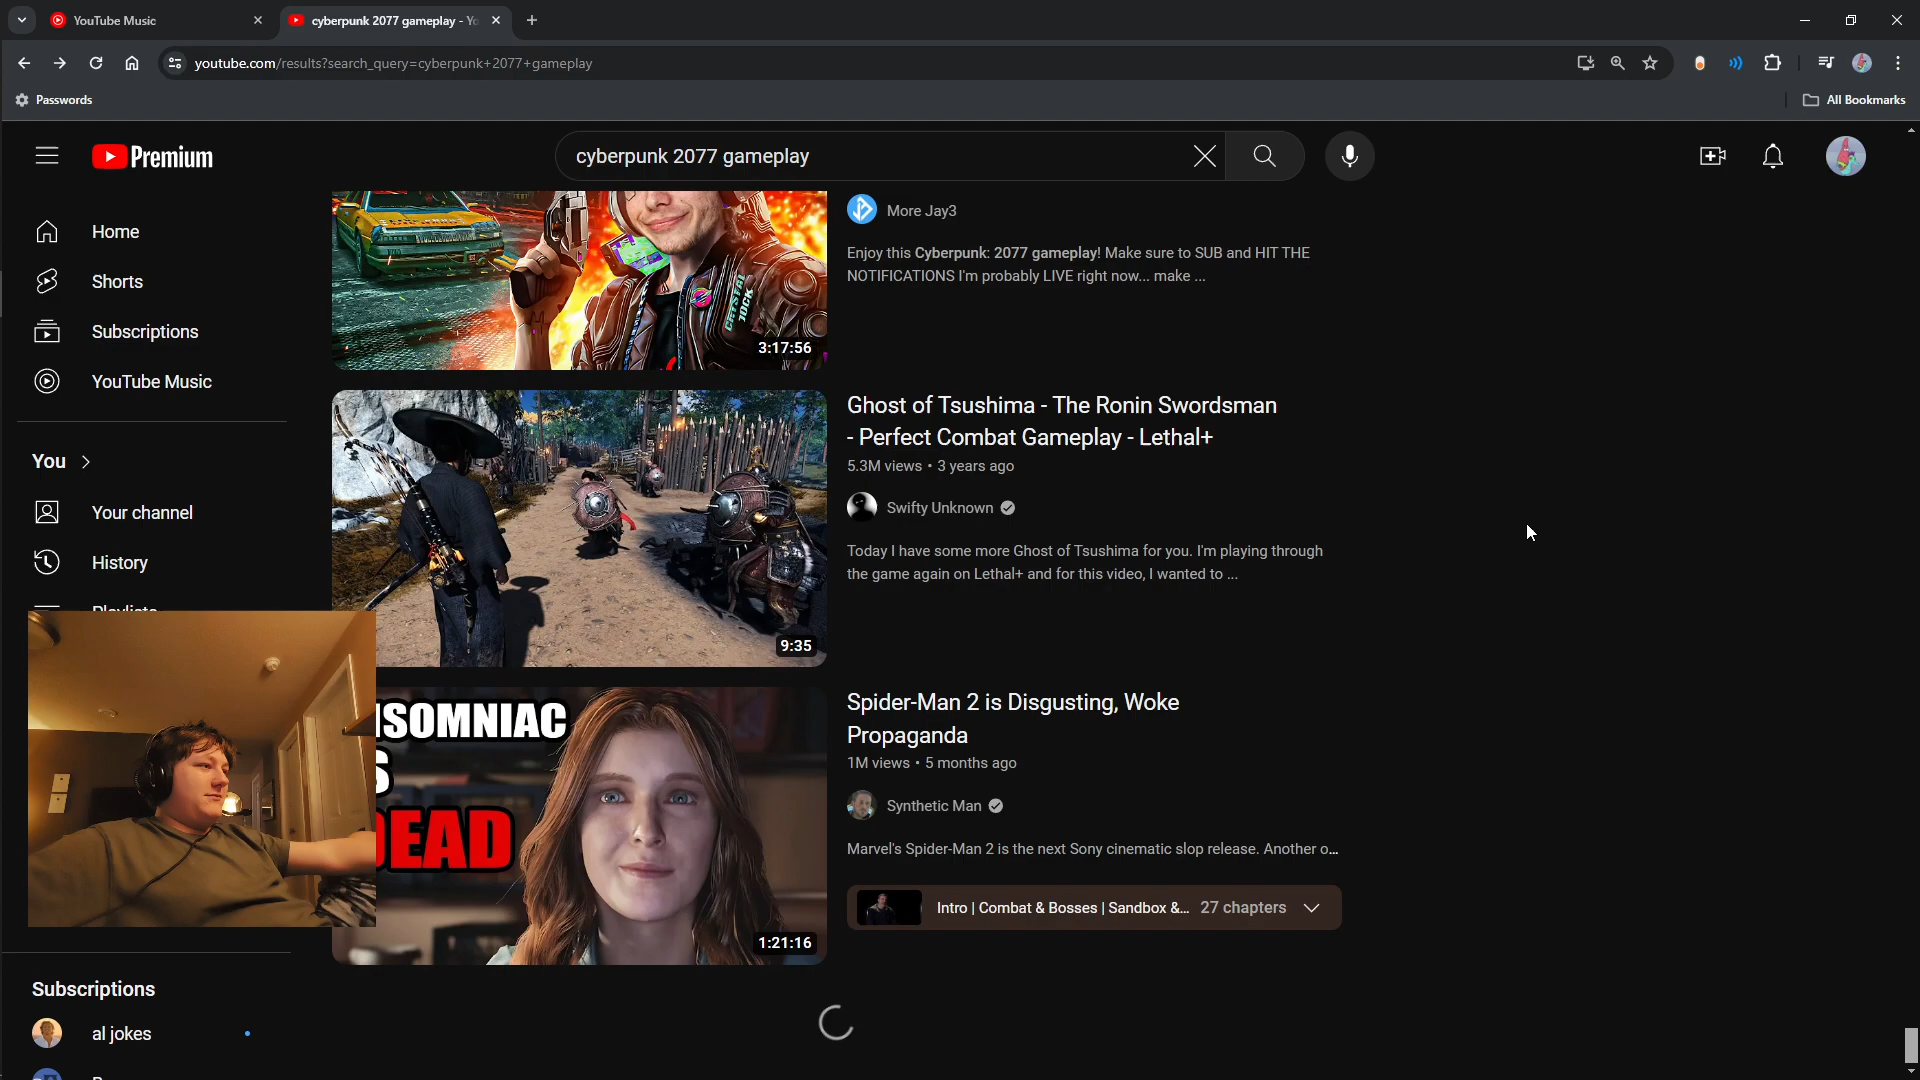 YouTube Music
cyberpunk 2077 gameplay - Yo
youtube.com/results?search_query=cyberpunk+2077+gameplay
Passwords
All Bookmarks
Premium
cyberpunk 2077 gameplay
Home
Shorts
Subscriptions
YouTube Music
You
Your channel
History
Playlists
Subscriptions
al jokes
CRYSTAL
JOCK
3:17:56
More Jay3
Enjoy this Cyberpunk: 2077 gameplay! Make sure to SUB and HIT THE
NOTIFICATIONS I'm probably LIVE right now... make ...
9:35
Ghost of Tsushima - The Ronin Swordsman
- Perfect Combat Gameplay - Lethal+
5.3M views • 3 years ago
Swifty Unknown
Today I have some more Ghost of Tsushima for you. I'm playing through
the game again on Lethal+ and for this video, I wanted to ...
SOMNIAC
S
DEAD
1:21:16
Spider-Man 2 is Disgusting, Woke
Propaganda
1M views • 5 months ago
Synthetic Man
Marvel's Spider-Man 2 is the next Sony cinematic slop release. Another o...
Intro | Combat & Bosses | Sandbox &... 27 chapters